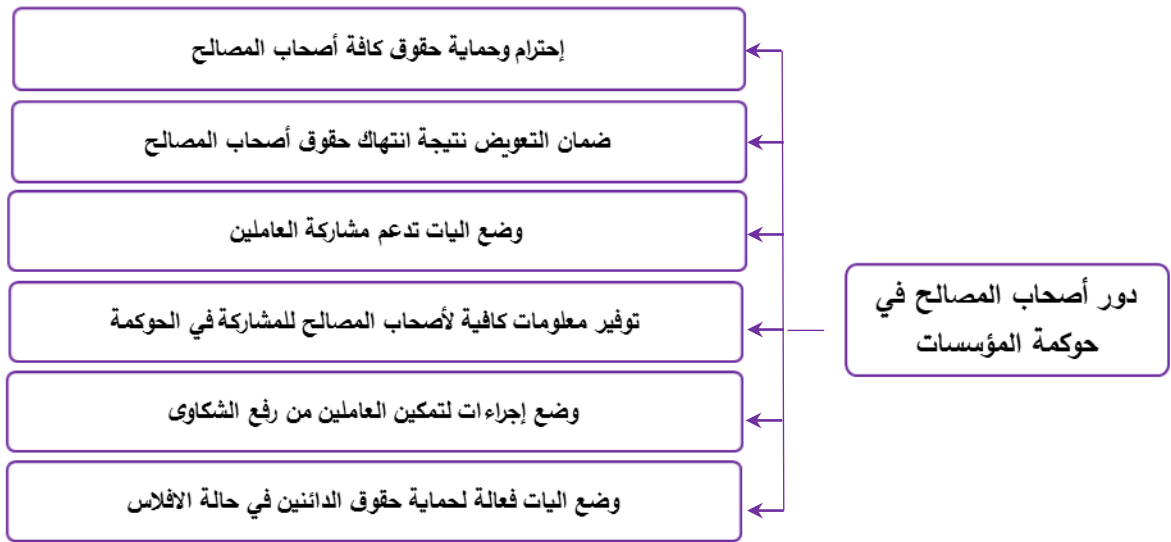 دور أصحاب المصالح في
حوكمة المؤسسات
إحترام وحماية حقوق كافة أصحاب المصالح
ضمان التعويض نتيجة انتهاك حقوق أصحاب المصالح
وضع اليات تدعم مشاركة العاملين
توفير معلومات كافية لأصحاب المصالح للمشاركة في الحوكمة
وضع إجراءات لتمكين العاملين من رفع الشكاوى
وضع اليات فعالة لحماية حقوق الدائنين في حالة الافلاس